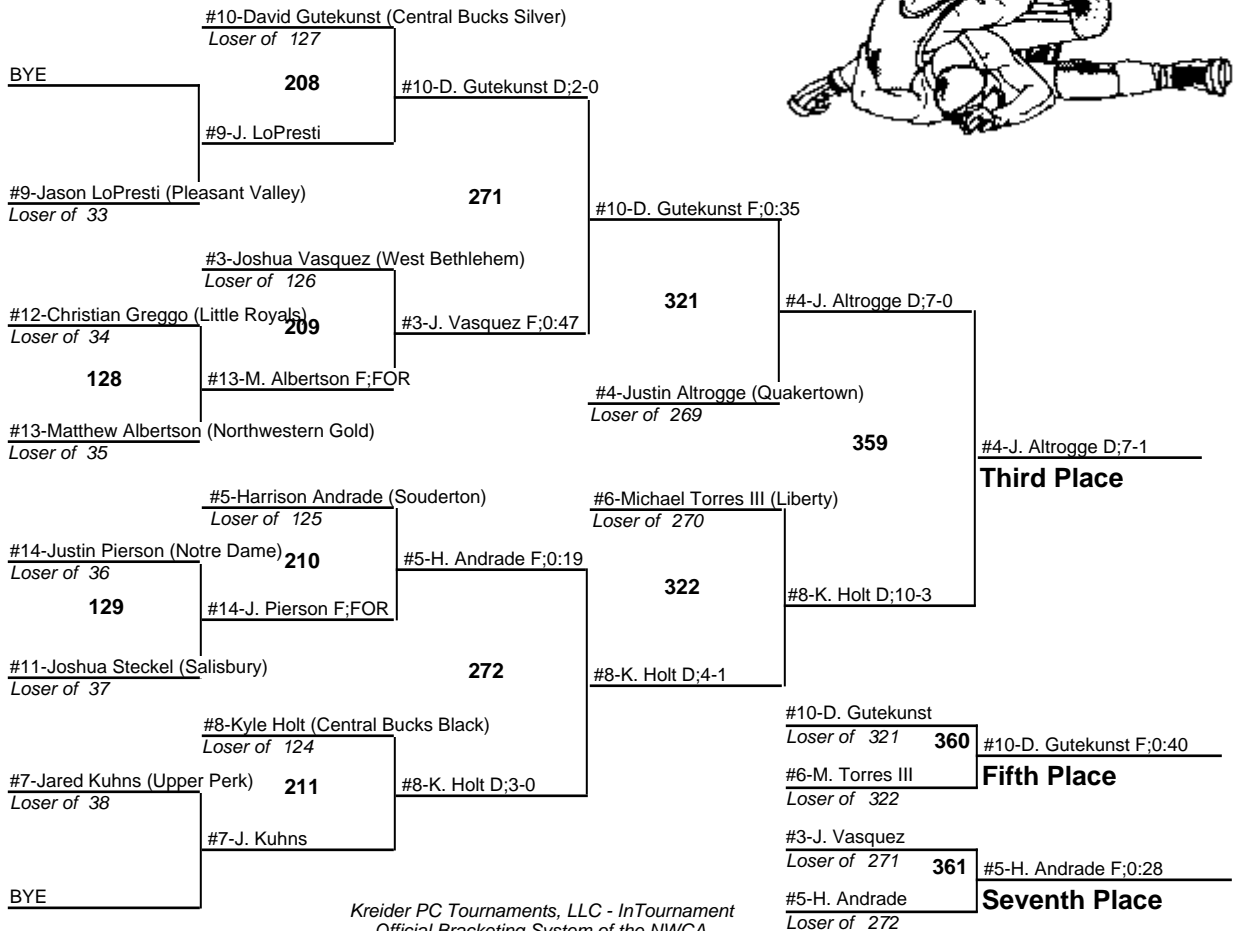 #10-David Gutekunst (Central Bucks Silver)
Loser of 127
BYE
208
#10-D. Gutekunst D;2-0
#9-J. LoPresti
#9-Jason LoPresti (Pleasant Valley)
Loser of 33
271
#10-D. Gutekunst F;0:35
#3-Joshua Vasquez (West Bethlehem)
Loser of 126
#12-Christian Greggo (Little Royals)
Loser of 34
209
#3-J. Vasquez F;0:47
321
#4-J. Altrogge D;7-0
128
#13-M. Albertson F;FOR
#4-Justin Altrogge (Quakertown)
Loser of 269
#13-Matthew Albertson (Northwestern Gold)
Loser of 35
359
#4-J. Altrogge D;7-1
Third Place
#5-Harrison Andrade (Souderton)
Loser of 125
#6-Michael Torres III (Liberty)
Loser of 270
#14-Justin Pierson (Notre Dame)
Loser of 36
210
#5-H. Andrade F;0:19
322
#8-K. Holt D;10-3
129
#14-J. Pierson F;FOR
#11-Joshua Steckel (Salisbury)
Loser of 37
272
#8-K. Holt D;4-1
#8-Kyle Holt (Central Bucks Black)
Loser of 124
#10-D. Gutekunst
Loser of 321
360
#10-D. Gutekunst F;0:40
Fifth Place
#6-M. Torres III
Loser of 322
#7-Jared Kuhns (Upper Perk)
Loser of 38
211
#8-K. Holt D;3-0
#7-J. Kuhns
#3-J. Vasquez
Loser of 271
361
#5-H. Andrade F;0:28
Seventh Place
#5-H. Andrade
Loser of 272
BYE
Kreider PC Tournaments, LLC - InTournament
Official Bracketing System of the NWCA